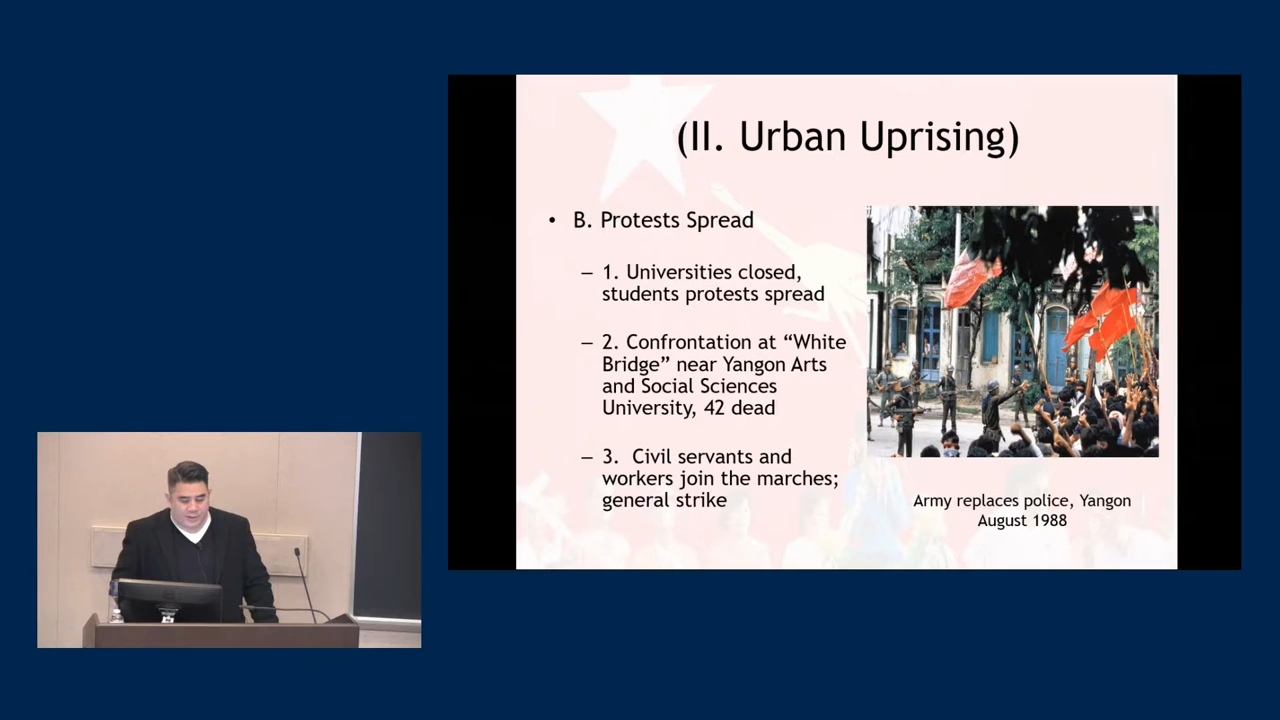 (II. Urban Uprising)
• B. Protests Spread
– 1. Universities closed,
students protests spread
– 2. Confrontation at “White
Bridge” near Yangon Arts
and Social Sciences
University, 42 dead
– 3. Civil servants and
workers join the marches;
general strike
Army replaces police, Yangon
August 1988